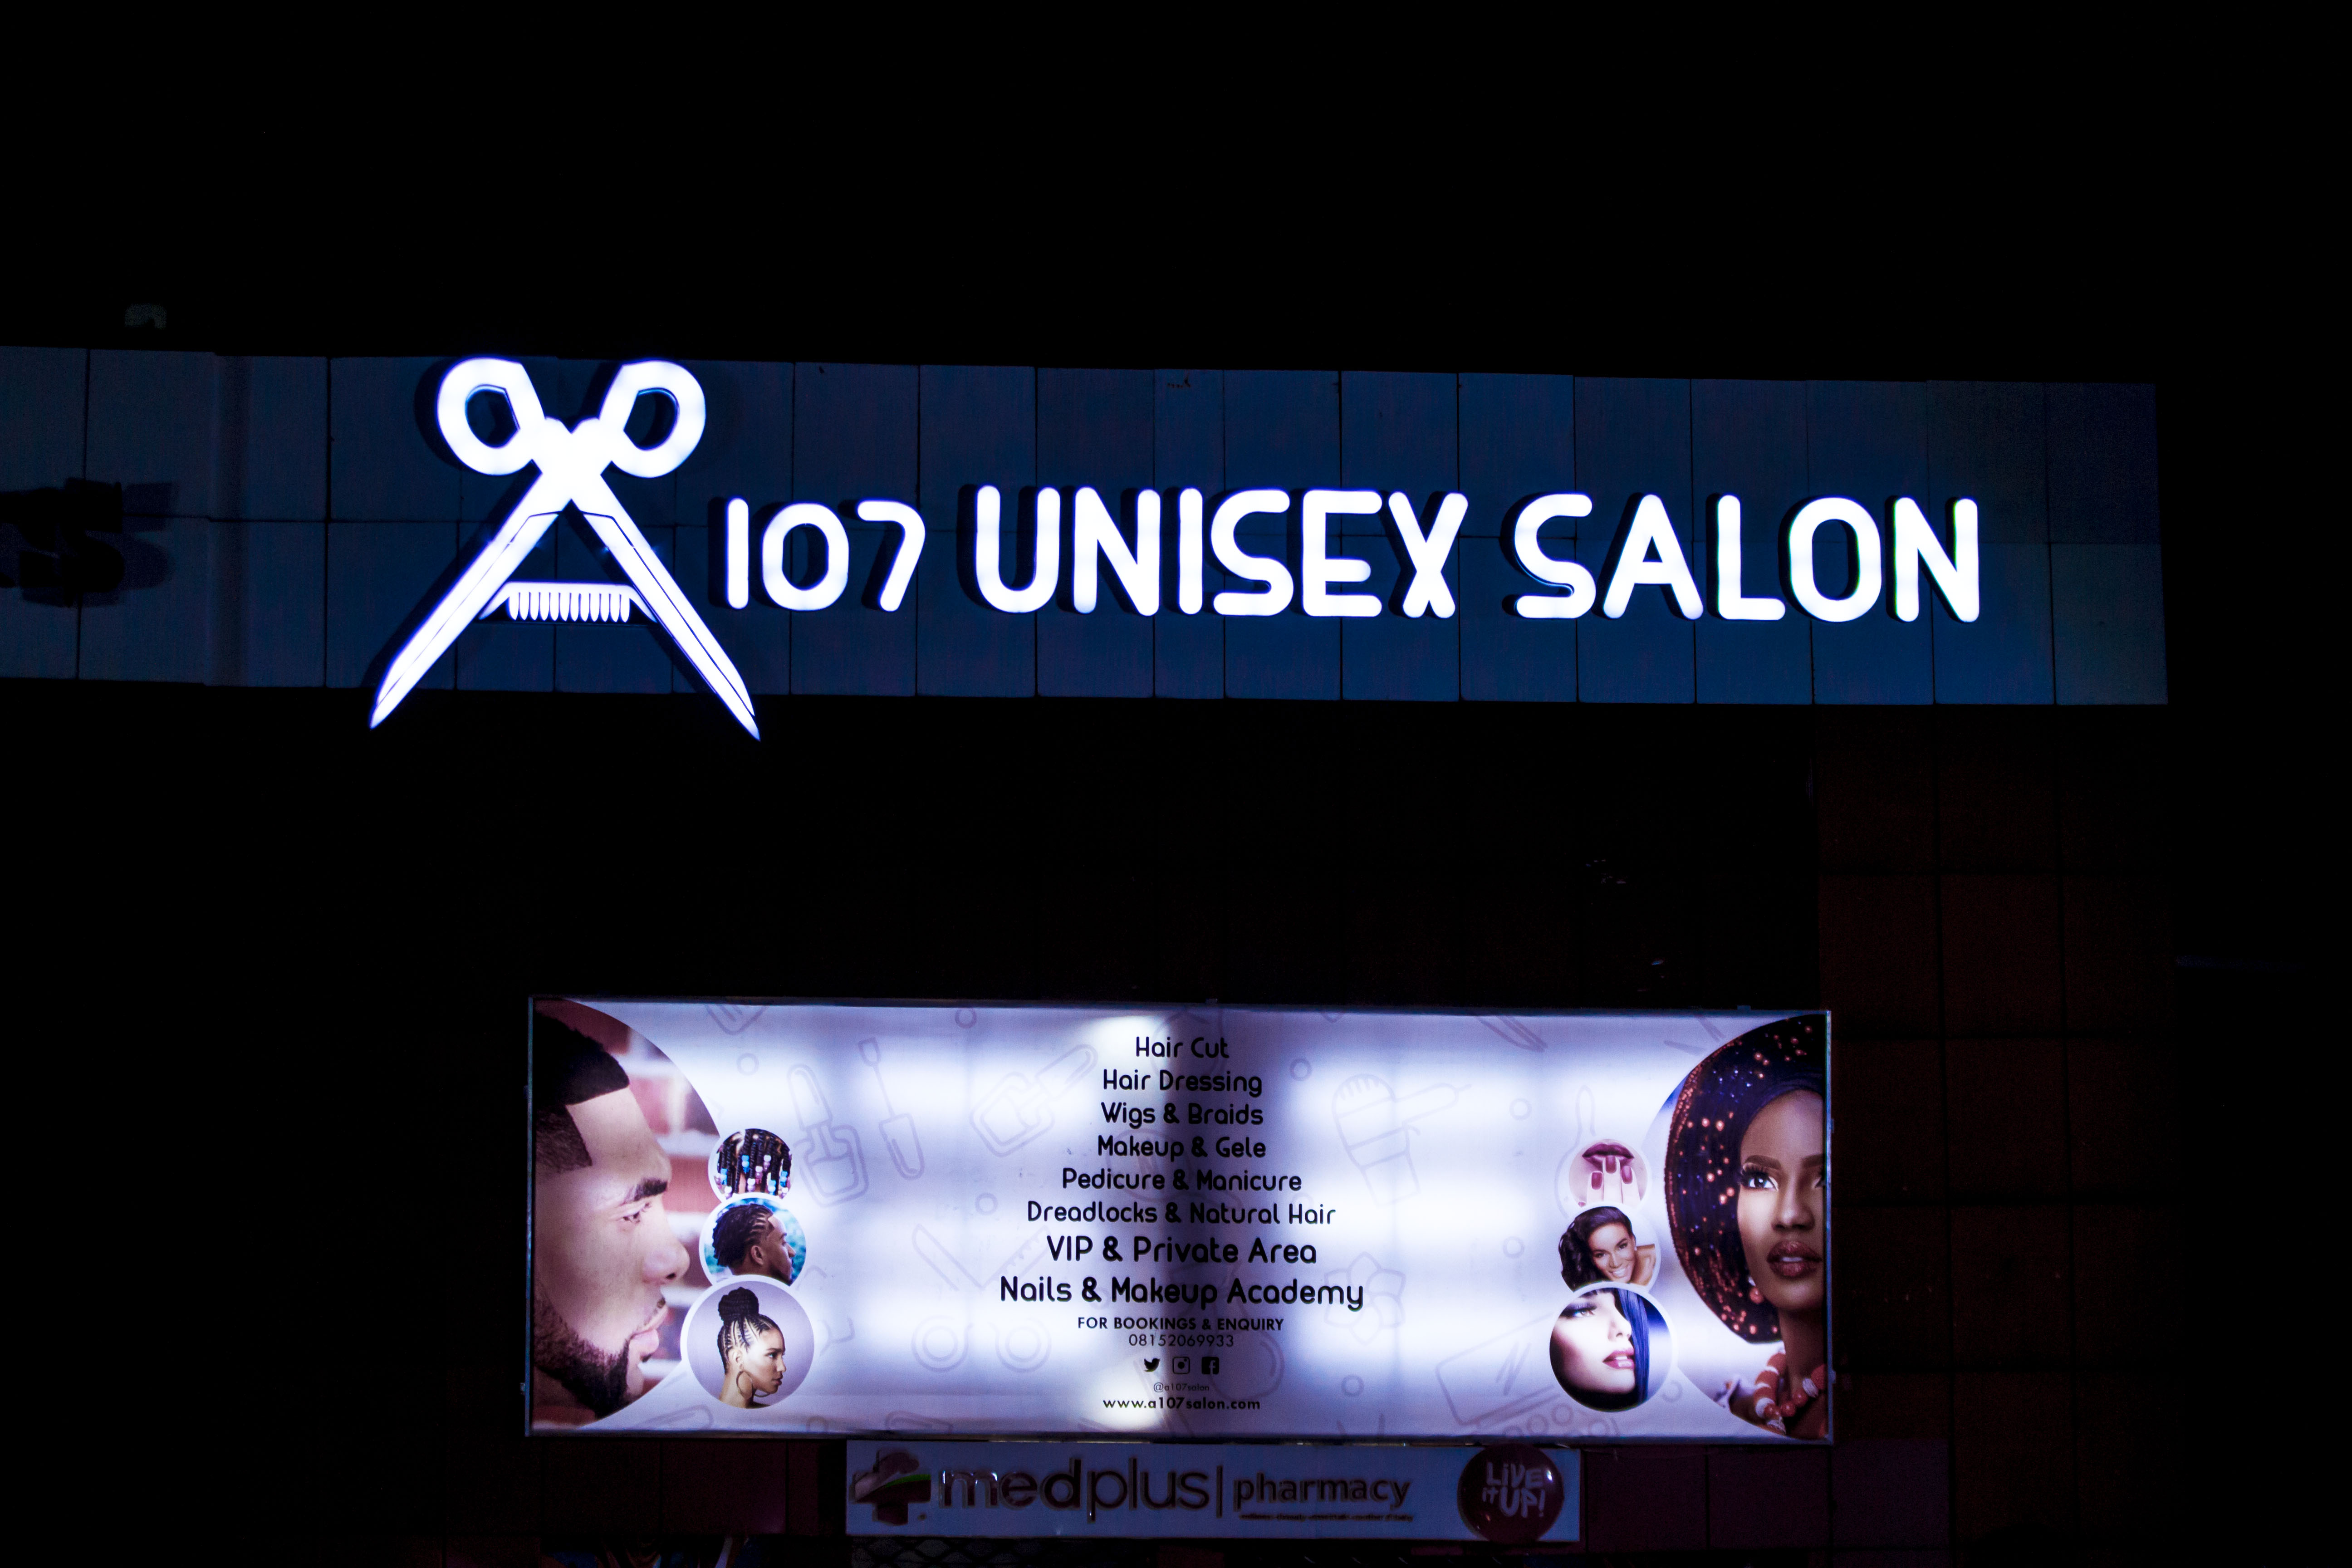 A107 UNISEX SALON
Hair Cut
Hair Dressing
Wigs & Braids
Makeup & Gele
Pedicure & Manicure
Dreadlocks & Natural Hair
VIP & Private Area
Nails & Makeup Academy
FOR BOOKINGS & ENQUIRY
08152069933
@a107salon
www.a107salon.com
medplus|pharmacy
LiVE
iT UP!